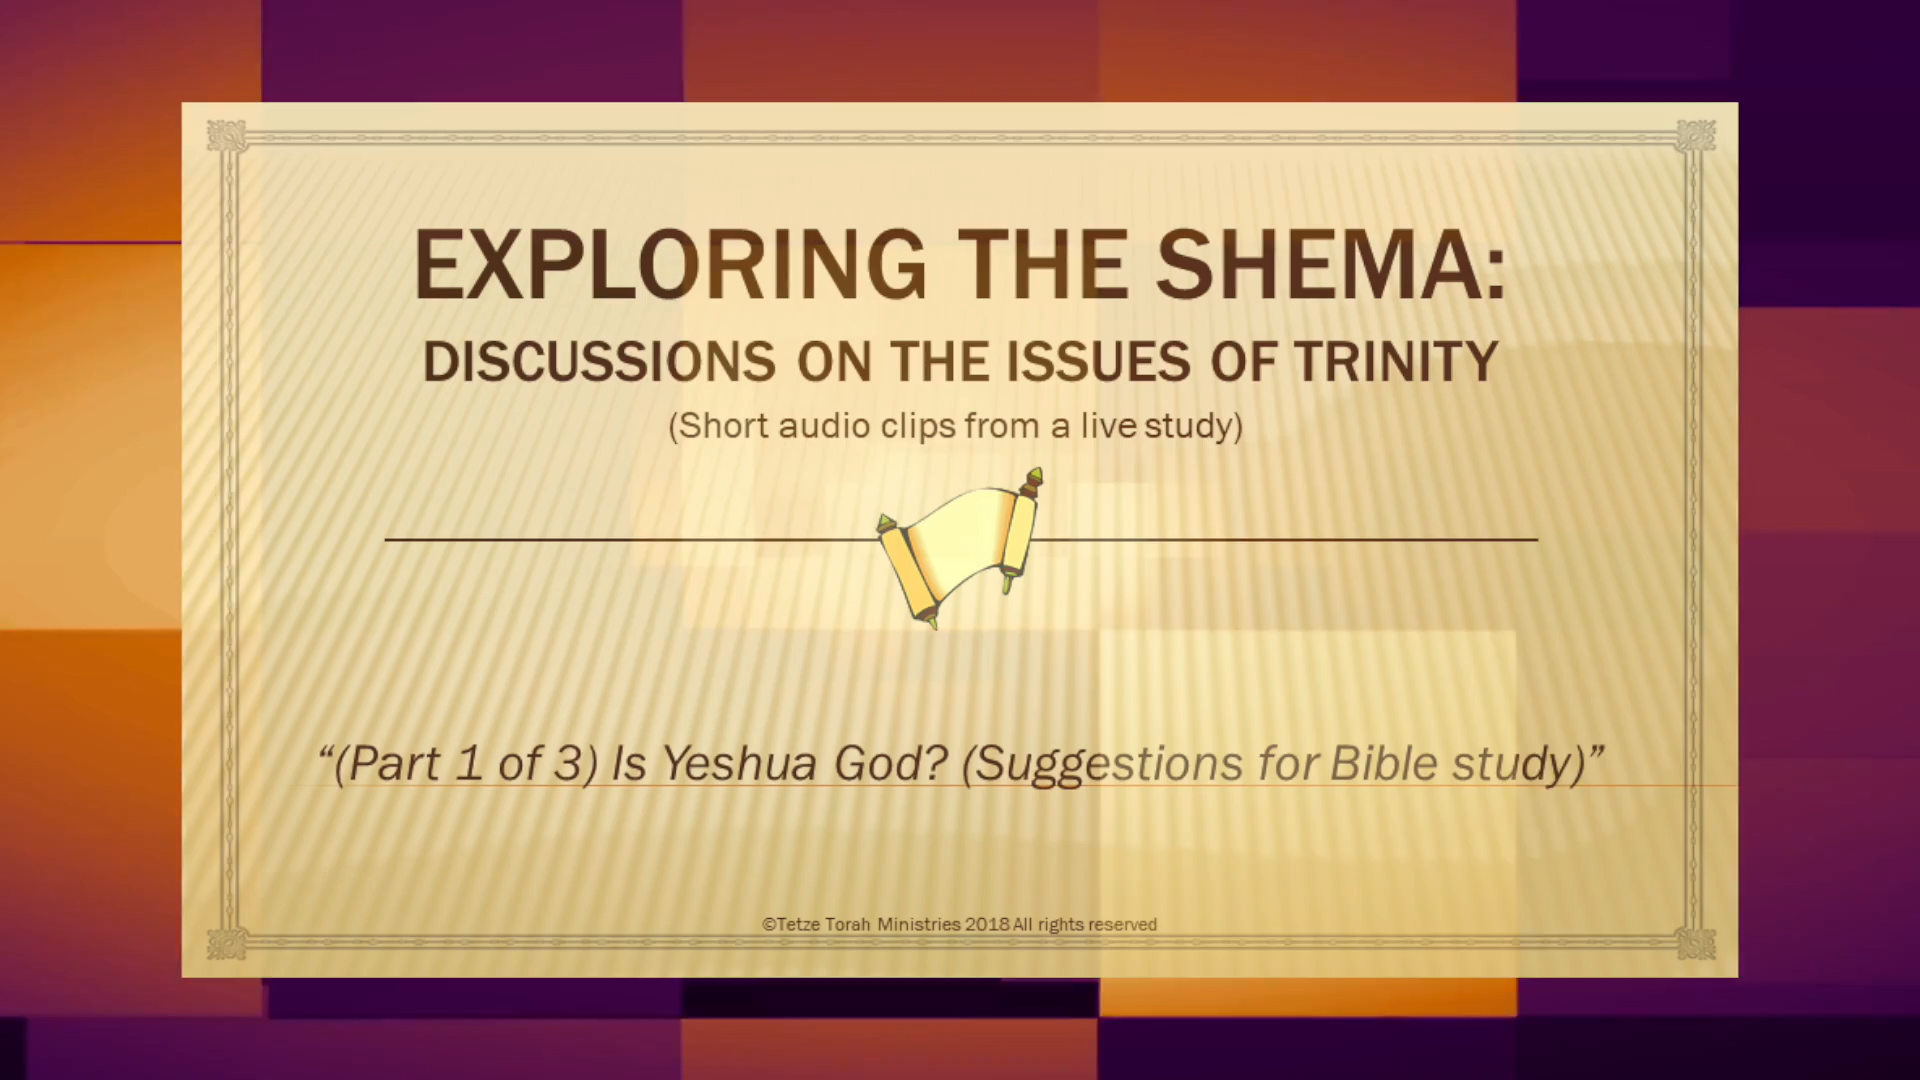 EXPLORING THE SHEMA:
DISCUSSIONS ON THE ISSUES OF TRINITY
(Short audio clips from a live study)
“(Part 1 of 3) Is Yeshua God? (Suggestions for Bible study)”
©Tetze Torah Ministries 2018 All rights reserved